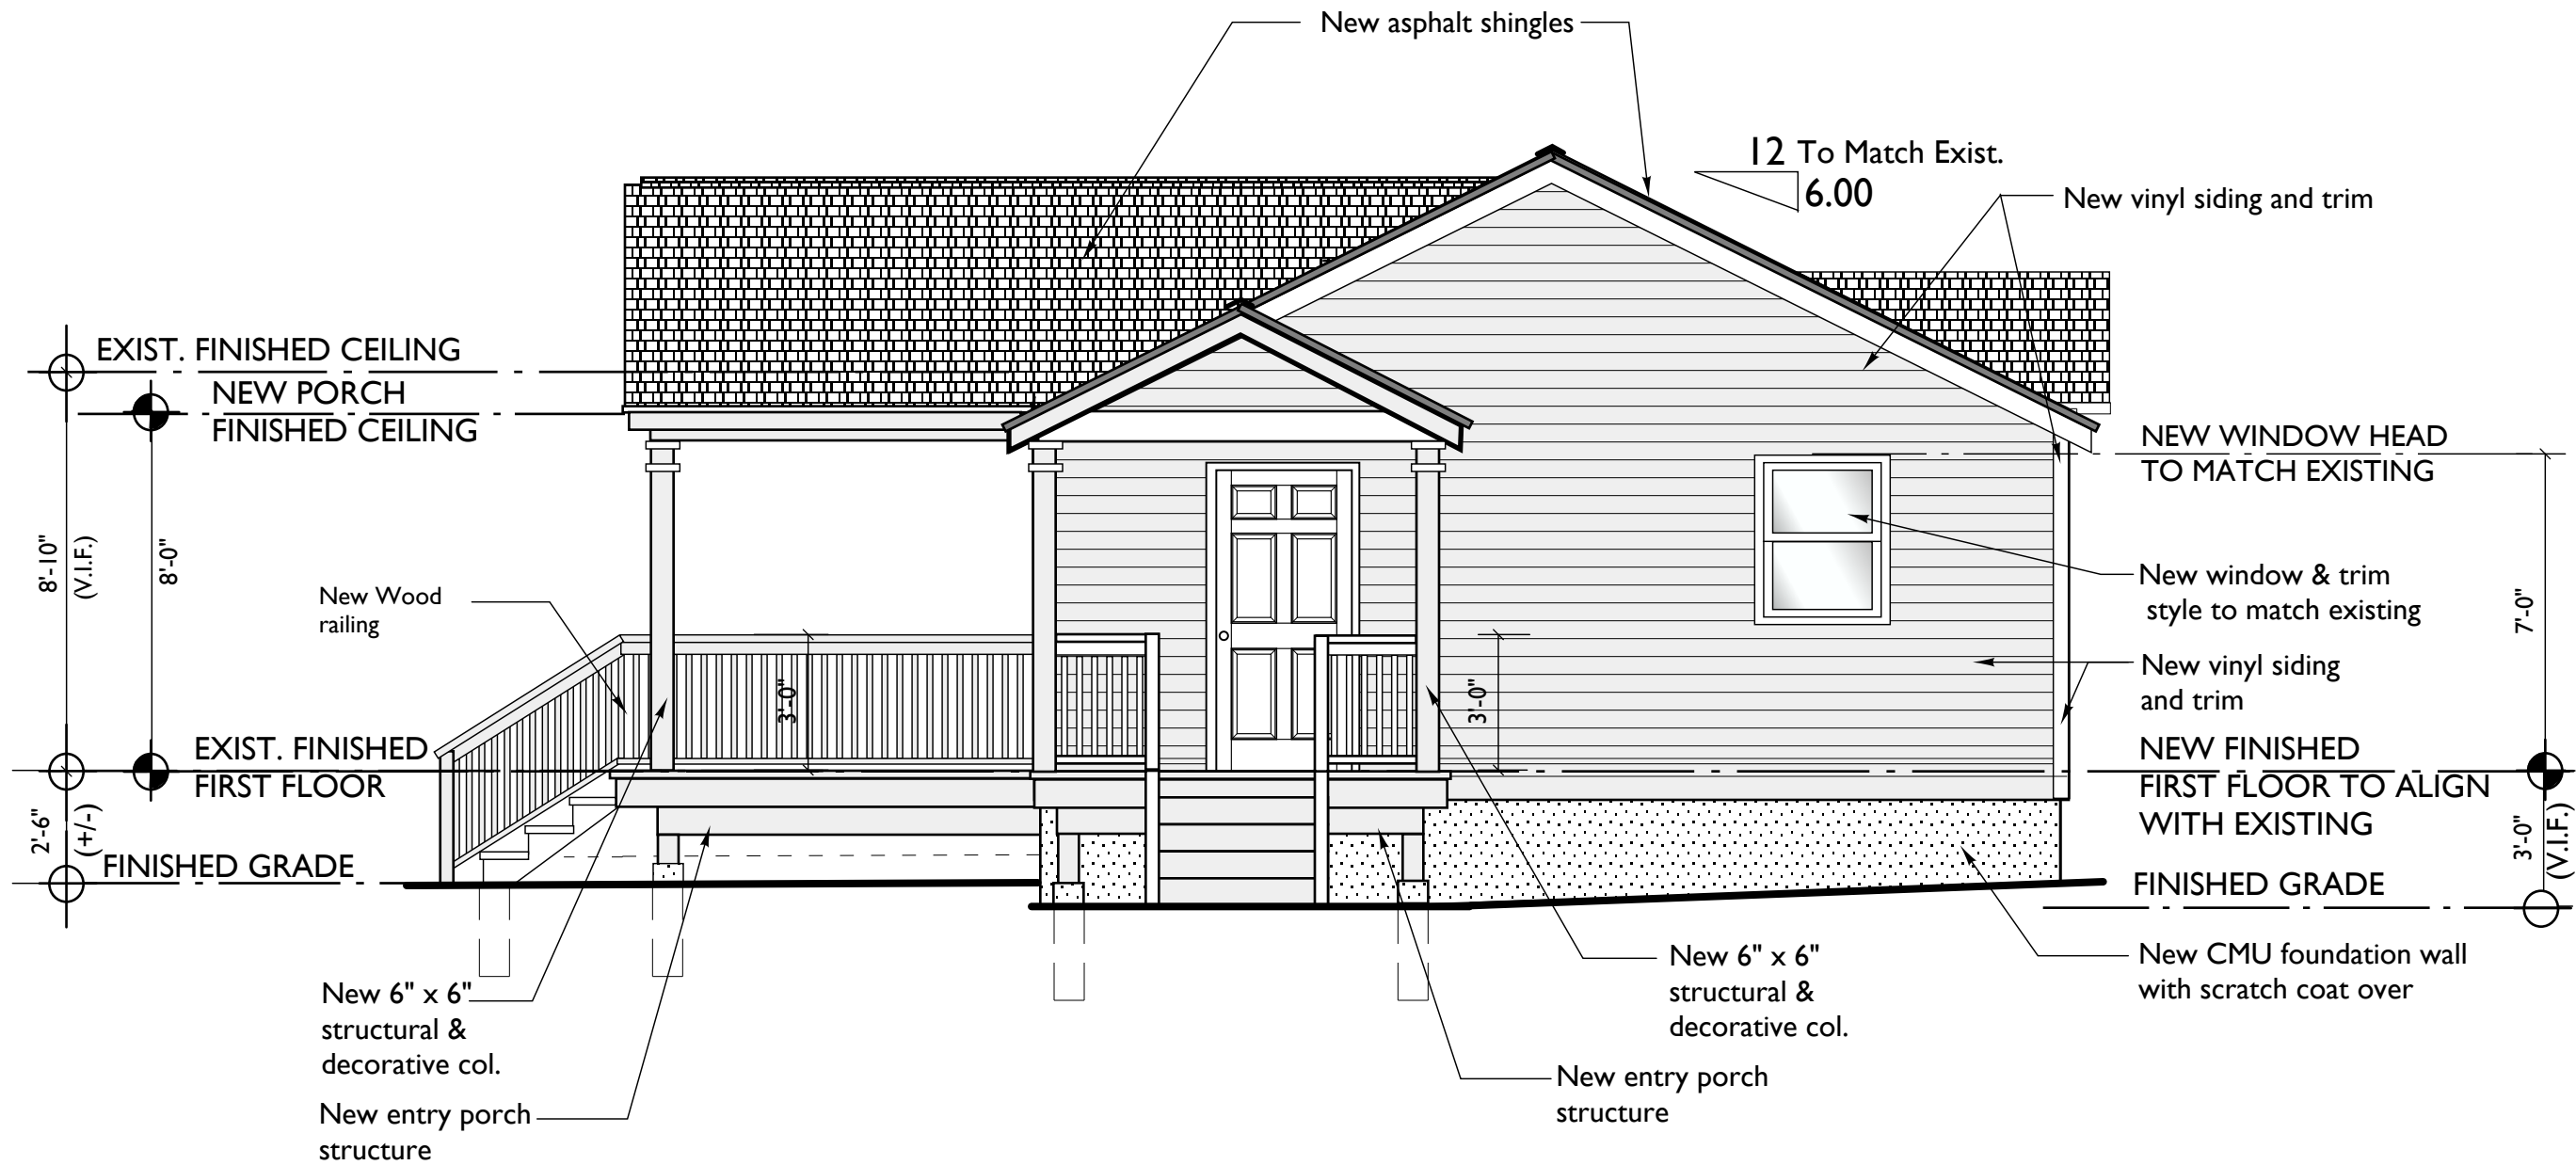 New asphalt shingles
12 To Match Exist.
6.00
New vinyl siding and trim
EXIST. FINISHED CEILING
NEW PORCH
FINISHED CEILING
NEW WINDOW HEAD
TO MATCH EXISTING
8'-10"
(V.I.F.)
8'-0"
New Wood
railing
New window & trim
style to match existing
7'-0"
3'-0"
3'-0"
New vinyl siding
and trim
EXIST. FINISHED
FIRST FLOOR
NEW FINISHED
FIRST FLOOR TO ALIGN
WITH EXISTING
2'-6"
(+/-)
3'-0"
(V.I.F.)
FINISHED GRADE
FINISHED GRADE
New 6" x 6"
structural &
decorative col.
New entry porch
structure
New 6" x 6"
structural &
decorative col.
New entry porch
structure
New CMU foundation wall
with scratch coat over